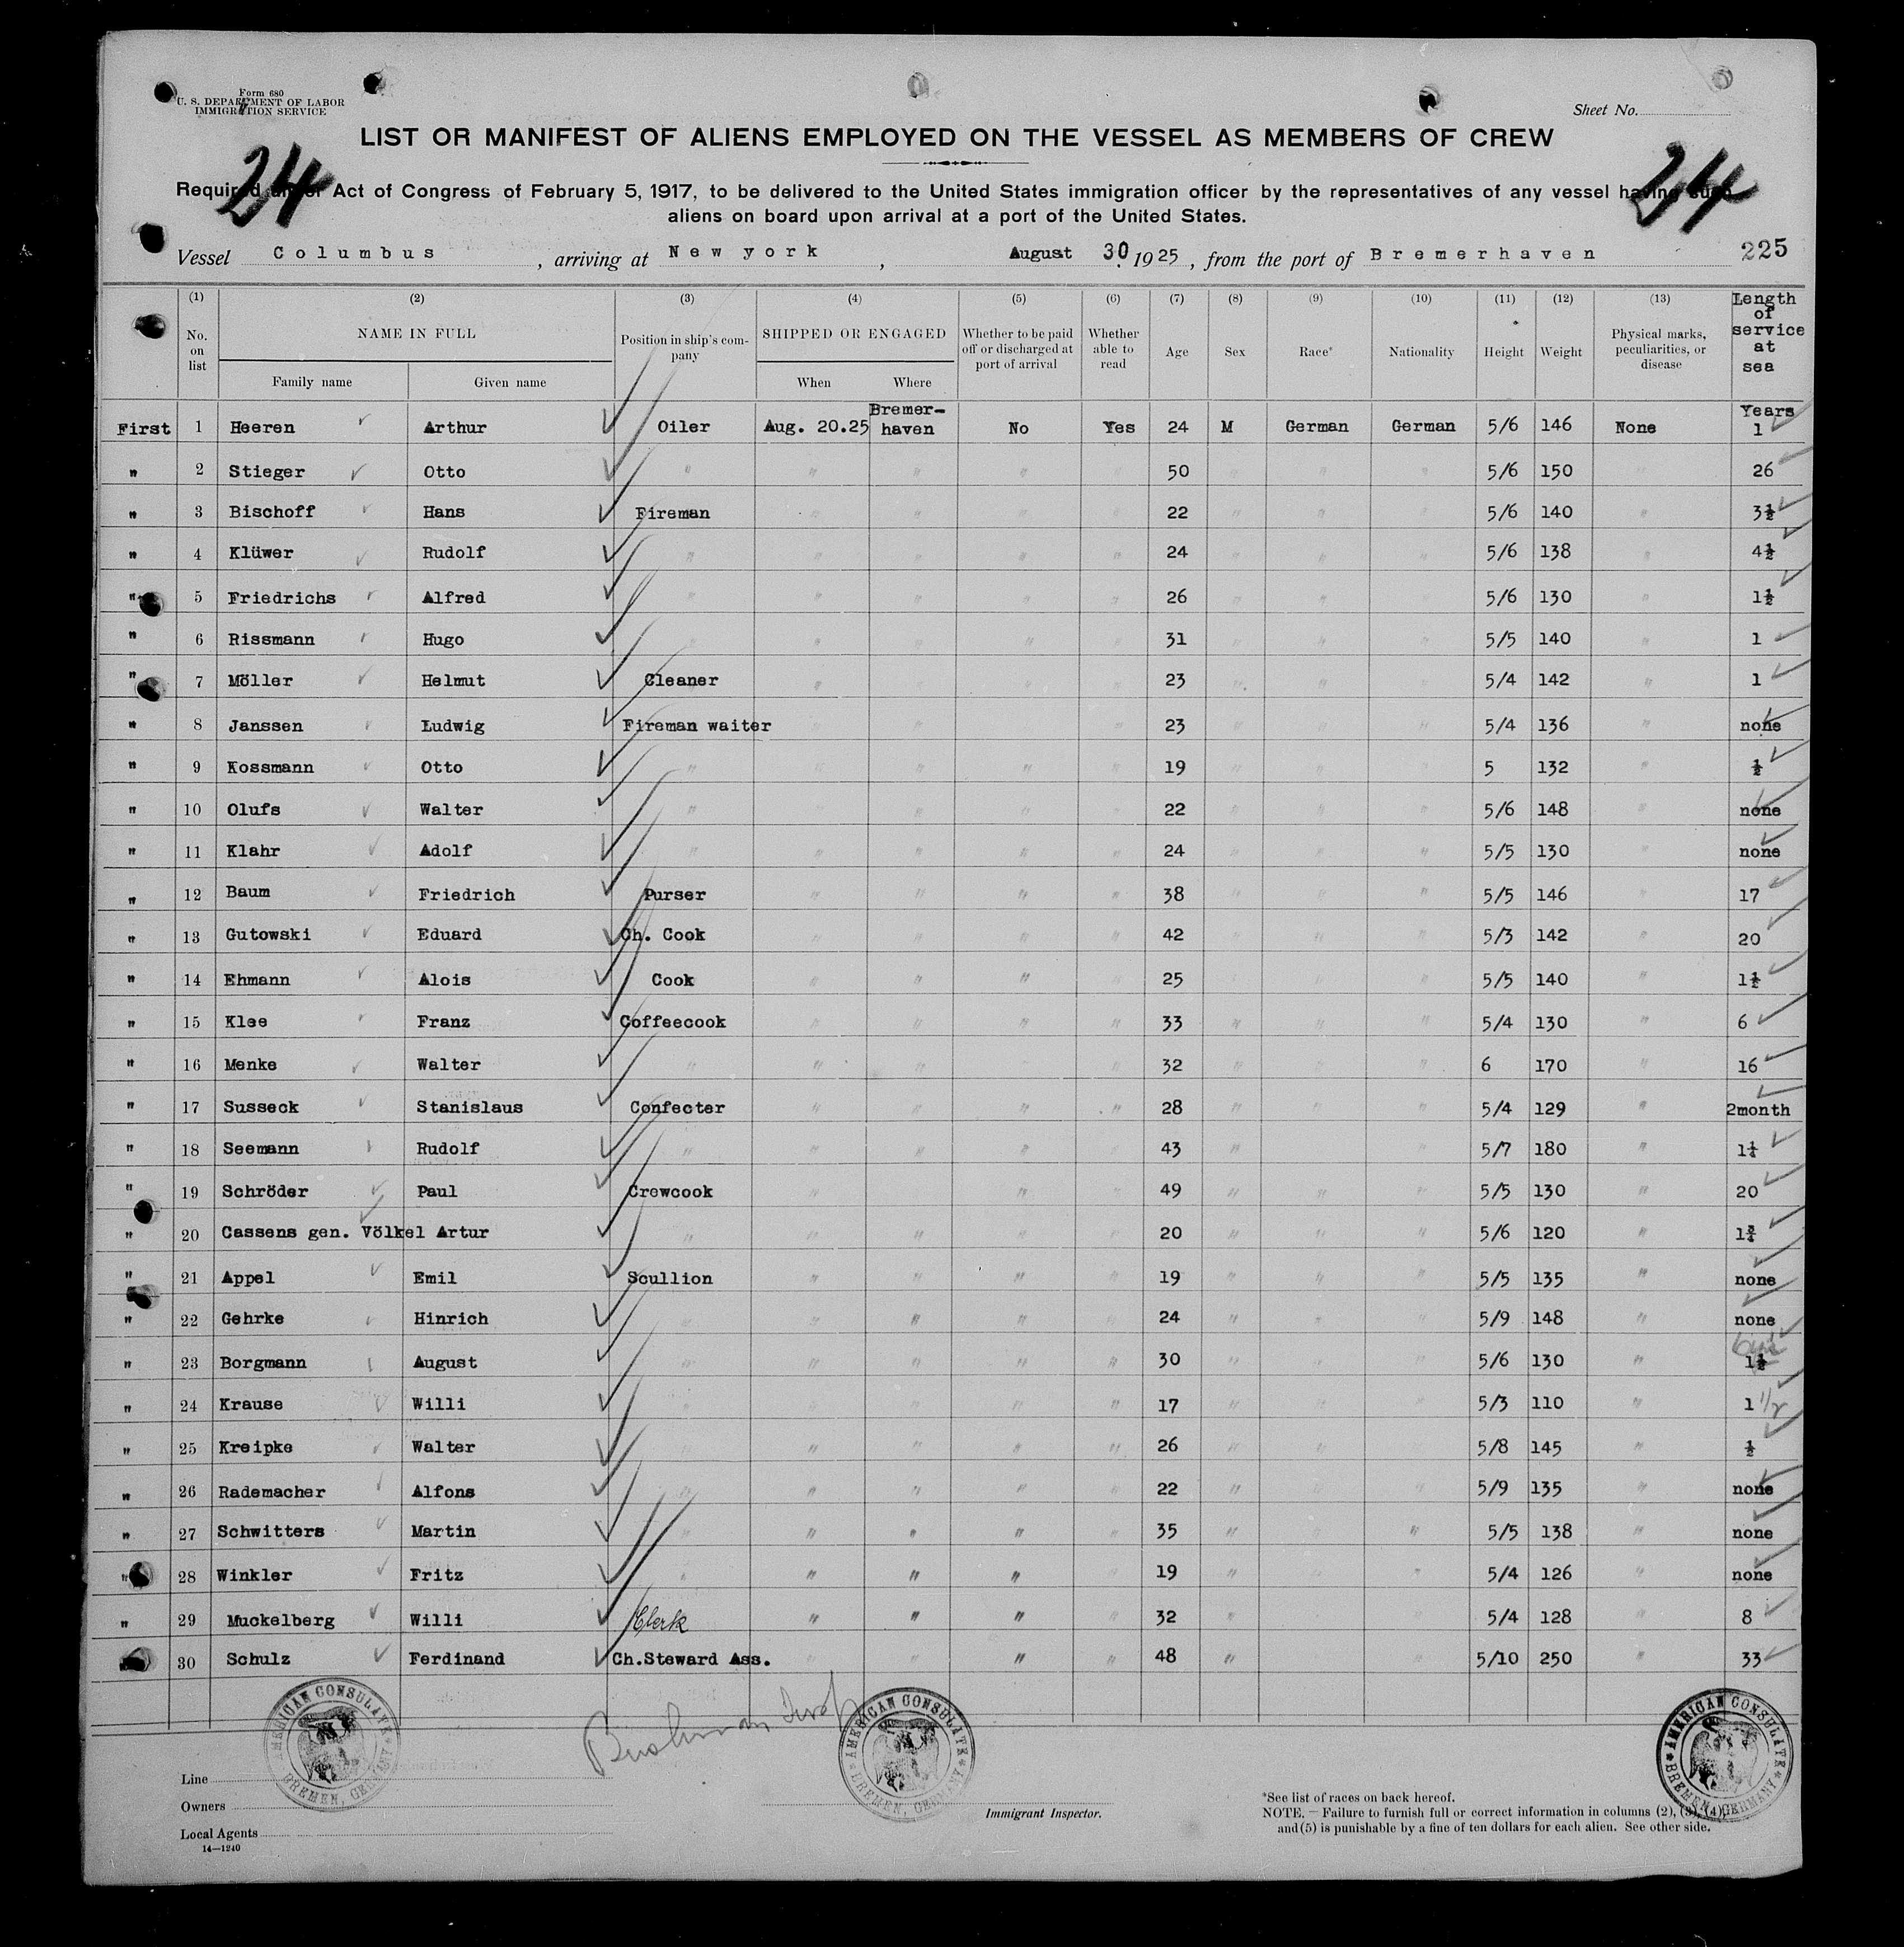 Form 680
U. S. DEPARTMENT OF LABOR
IMMIGRATION SERVICE
Sheet No.
LIST OR MANIFEST OF ALIENS EMPLOYED ON THE VESSEL AS MEMBERS OF CREW
24 24
Required under Act of Congress of February 5, 1917, to be delivered to the United States immigration officer by the representatives of any vessel having such
aliens on board upon arrival at a port of the United States.
Vessel Columbus, arriving at New york, August 30 1925, from the port of Bremerhaven 225
(1) (2) (3) (4) (5) (6) (7) (8) (9) (10) (11) (12) (13) Length of service at sea
No. on list NAME IN FULL Position in ship's company SHIPPED OR ENGAGED Whether to be paid off or discharged at port of arrival Whether able to read Age Sex Race* Nationality Height Weight Physical marks, peculiarities, or disease
Family name Given name When Where
First 1 Heeren Arthur Oiler Aug. 20.25 Bremer-haven No Yes 24 M German German 5/6 146 None Years 1
" 2 Stieger Otto " " " " " 50 " " " 5/6 150 " 26
" 3 Bischoff Hans Fireman " " " " 22 " " " 5/6 140 " 3½
" 4 Klüwer Rudolf " " " " " 24 " " " 5/6 138 " 4½
" 5 Friedrichs Alfred " " " " " 26 " " " 5/6 130 " 1½
" 6 Rissmann Hugo " " " " " 31 " " " 5/5 140 " 1
" 7 Möller Helmut Cleaner " " " " 23 " " " 5/4 142 " 1
" 8 Janssen Ludwig Fireman waiter " " " " 23 " " " 5/4 136 " none
" 9 Kossmann Otto " " " " " 19 " " " 5 132 " ½
" 10 Olufs Walter " " " " " 22 " " " 5/6 148 " none
" 11 Klahr Adolf " " " " " 24 " " " 5/5 130 " none
" 12 Baum Friedrich Purser " " " " 38 " " " 5/5 146 " 17
" 13 Gutowski Eduard Ch. Cook " " " " 42 " " " 5/3 142 " 20
" 14 Ehmann Alois Cook " " " " 25 " " " 5/5 140 " 1½
" 15 Klee Franz Coffeecook " " " " 33 " " " 5/4 130 " 6
" 16 Menke Walter " " " " " 32 " " " 6 170 " 16
" 17 Susseck Stanislaus Confecter " " " " 28 " " " 5/4 129 " 2month
" 18 Seemann Rudolf " " " " " 43 " " " 5/7 180 " 1¼
" 19 Schröder Paul Crewcook " " " " 49 " " " 5/5 130 " 20
" 20 Cassens gen. Völkel Artur " " " " " 20 " " " 5/6 120 " 1¾
" 21 Appel Emil Scullion " " " " 19 " " " 5/5 135 " none
" 22 Gehrke Hinrich " " " " " 24 " " " 5/9 148 " none
" 23 Borgmann August " " " " " 30 " " " 5/6 130 " 1½
" 24 Krause Willi " " " " " 17 " " " 5/3 110 " 1 1/2
" 25 Kreipke Walter " " " " " 26 " " " 5/8 145 " ½
" 26 Rademacher Alfons " " " " " 22 " " " 5/9 135 " none
" 27 Schwitters Martin " " " " " 35 " " " 5/5 138 " none
" 28 Winkler Fritz " " " " " 19 " " " 5/4 126 " none
" 29 Muckelberg Willi Clerk " " " " 32 " " " 5/4 128 " 8
" 30 Schulz Ferdinand Ch.Steward Ass. " " " " 48 " " " 5/10 250 " 33
AMERICAN CONSULATE BREMEN, GERMANY
AMERICAN CONSULATE BREMEN, GERMANY
AMERICAN CONSULATE BREMEN, GERMANY
Line
Owners
Local Agents
14—1240
Immigrant Inspector.
*See list of races on back hereof.
NOTE. — Failure to furnish full or correct information in columns (2), (3), (4),
and (5) is punishable by a fine of ten dollars for each alien. See other side.